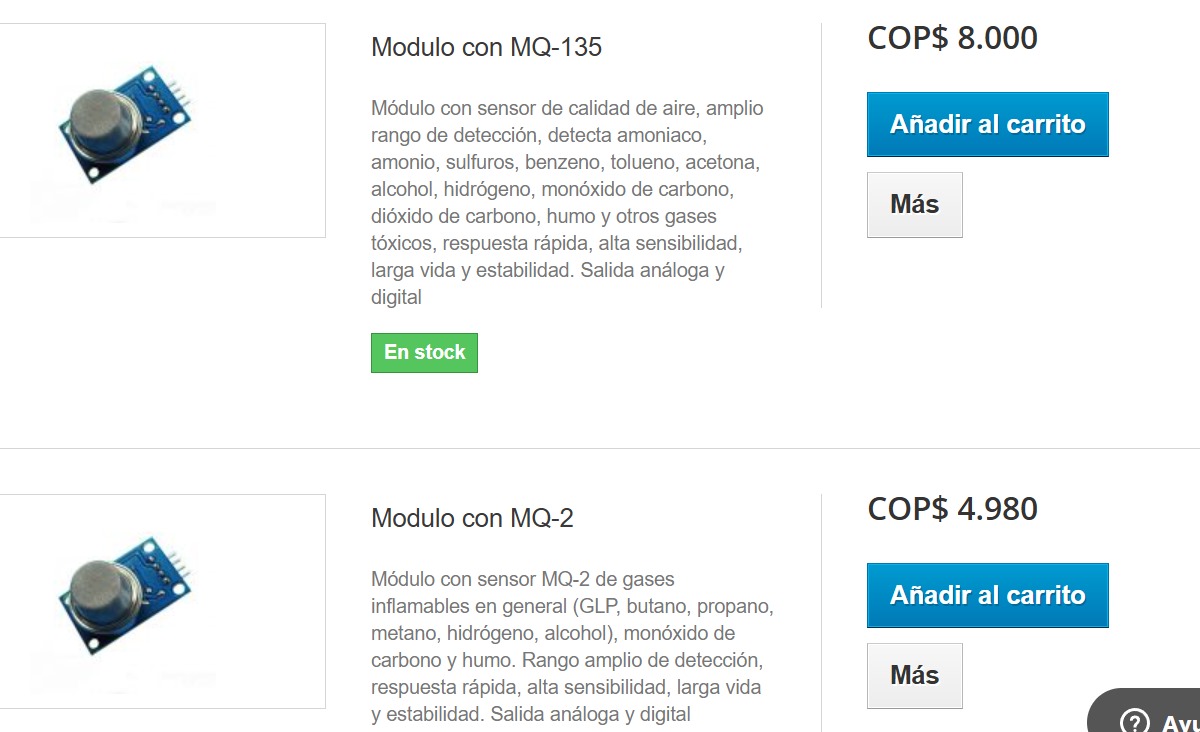 Modulo con MQ-135
Módulo con sensor de calidad de aire, amplio
rango de detección, detecta amoniaco,
amonio, sulfuros, benzeno, tolueno, acetona,
alcohol, hidrógeno, monóxido de carbono,
dióxido de carbono, humo y otros gases
tóxicos, respuesta rápida, alta sensibilidad,
larga vida y estabilidad. Salida análoga y
digital
En stock
COP$ 8.000
Añadir al carrito
Más
Modulo con MQ-2
Módulo con sensor MQ-2 de gases
inflamables en general (GLP, butano, propano,
metano, hidrógeno, alcohol), monóxido de
carbono y humo. Rango amplio de detección,
respuesta rápida, alta sensibilidad, larga vida
y estabilidad. Salida análoga y digital
COP$ 4.980
Añadir al carrito
Más